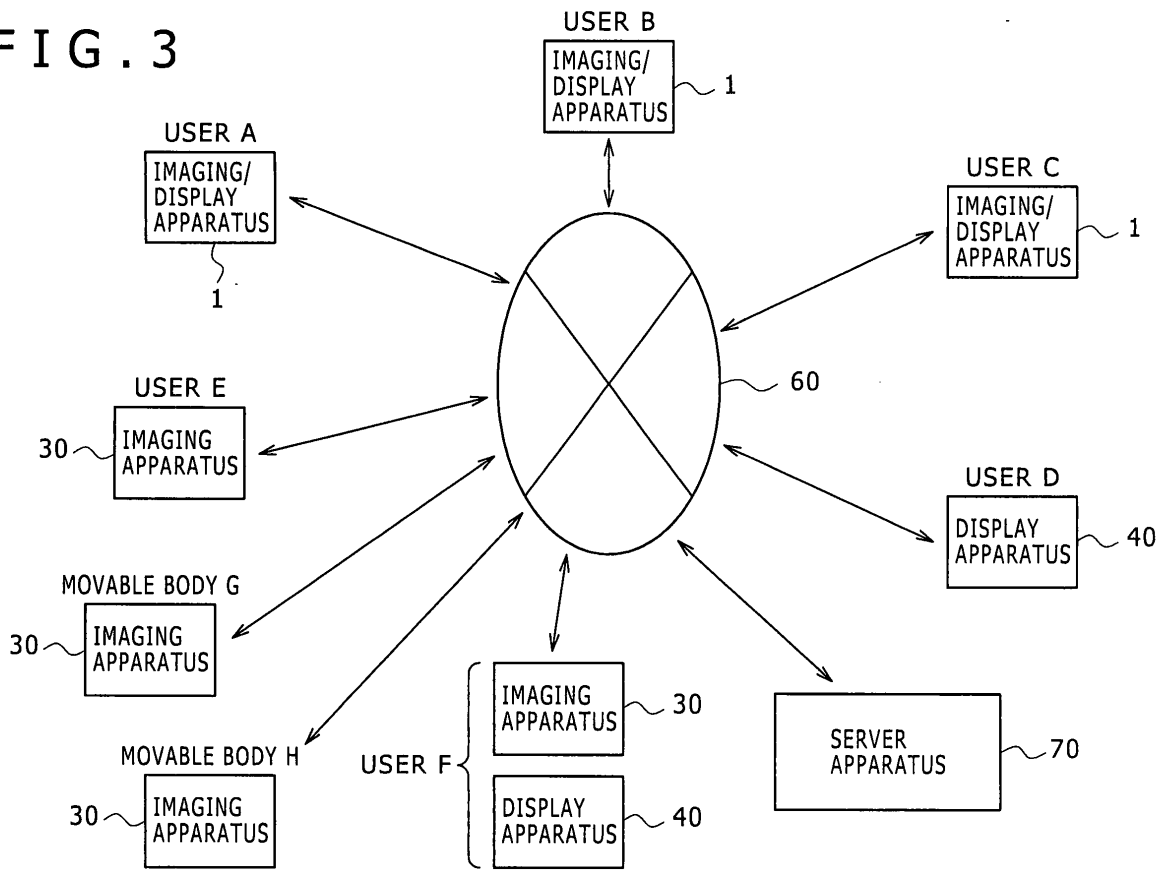 FIG.3
USER B
IMAGING/
DISPLAY
APPARATUS
1
USER A
IMAGING/
DISPLAY
APPARATUS
1
USER C
IMAGING/
DISPLAY
APPARATUS
1
60
USER E
30
IMAGING
APPARATUS
USER D
DISPLAY
APPARATUS
40
MOVABLE BODY G
30
IMAGING
APPARATUS
MOVABLE BODY H
30
IMAGING
APPARATUS
USER F
IMAGING
APPARATUS
30
DISPLAY
APPARATUS
40
SERVER
APPARATUS
70